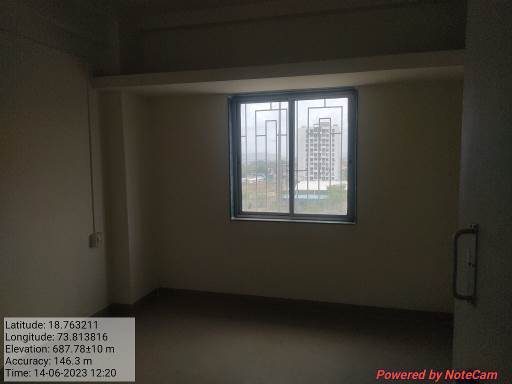 Latitude: 18.763211
Longitude: 73.813816
Elevation: 687.78±10 m
Accuracy: 146.3 m
Time: 14-06-2023 12:20
Powered by NoteCam